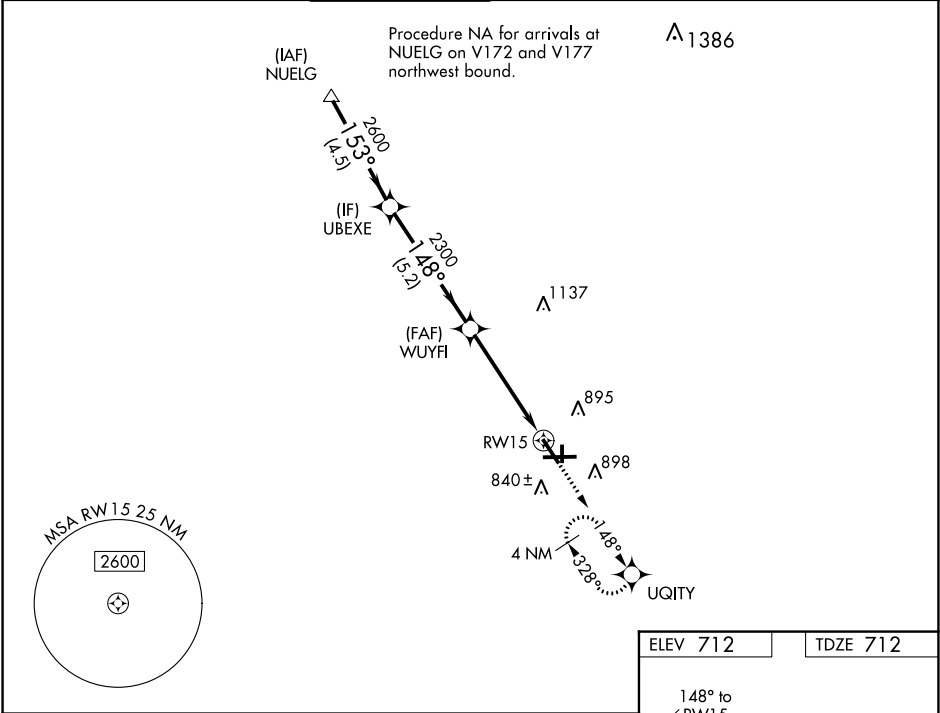 Procedure NA for arrivals at
NUELG on V172 and V177
northwest bound.
1386
(IAF)
NUELG
2600
153°
(4.5)
(IF)
UBEXE
2300
148°
(5.2)
1137
(FAF)
WUYFI
895
RW15
898
840±
MSA RW15 25 NM
2600
4 NM
148°
328°
UQITY
ELEV 712
TDZE 712
148° to
RW15